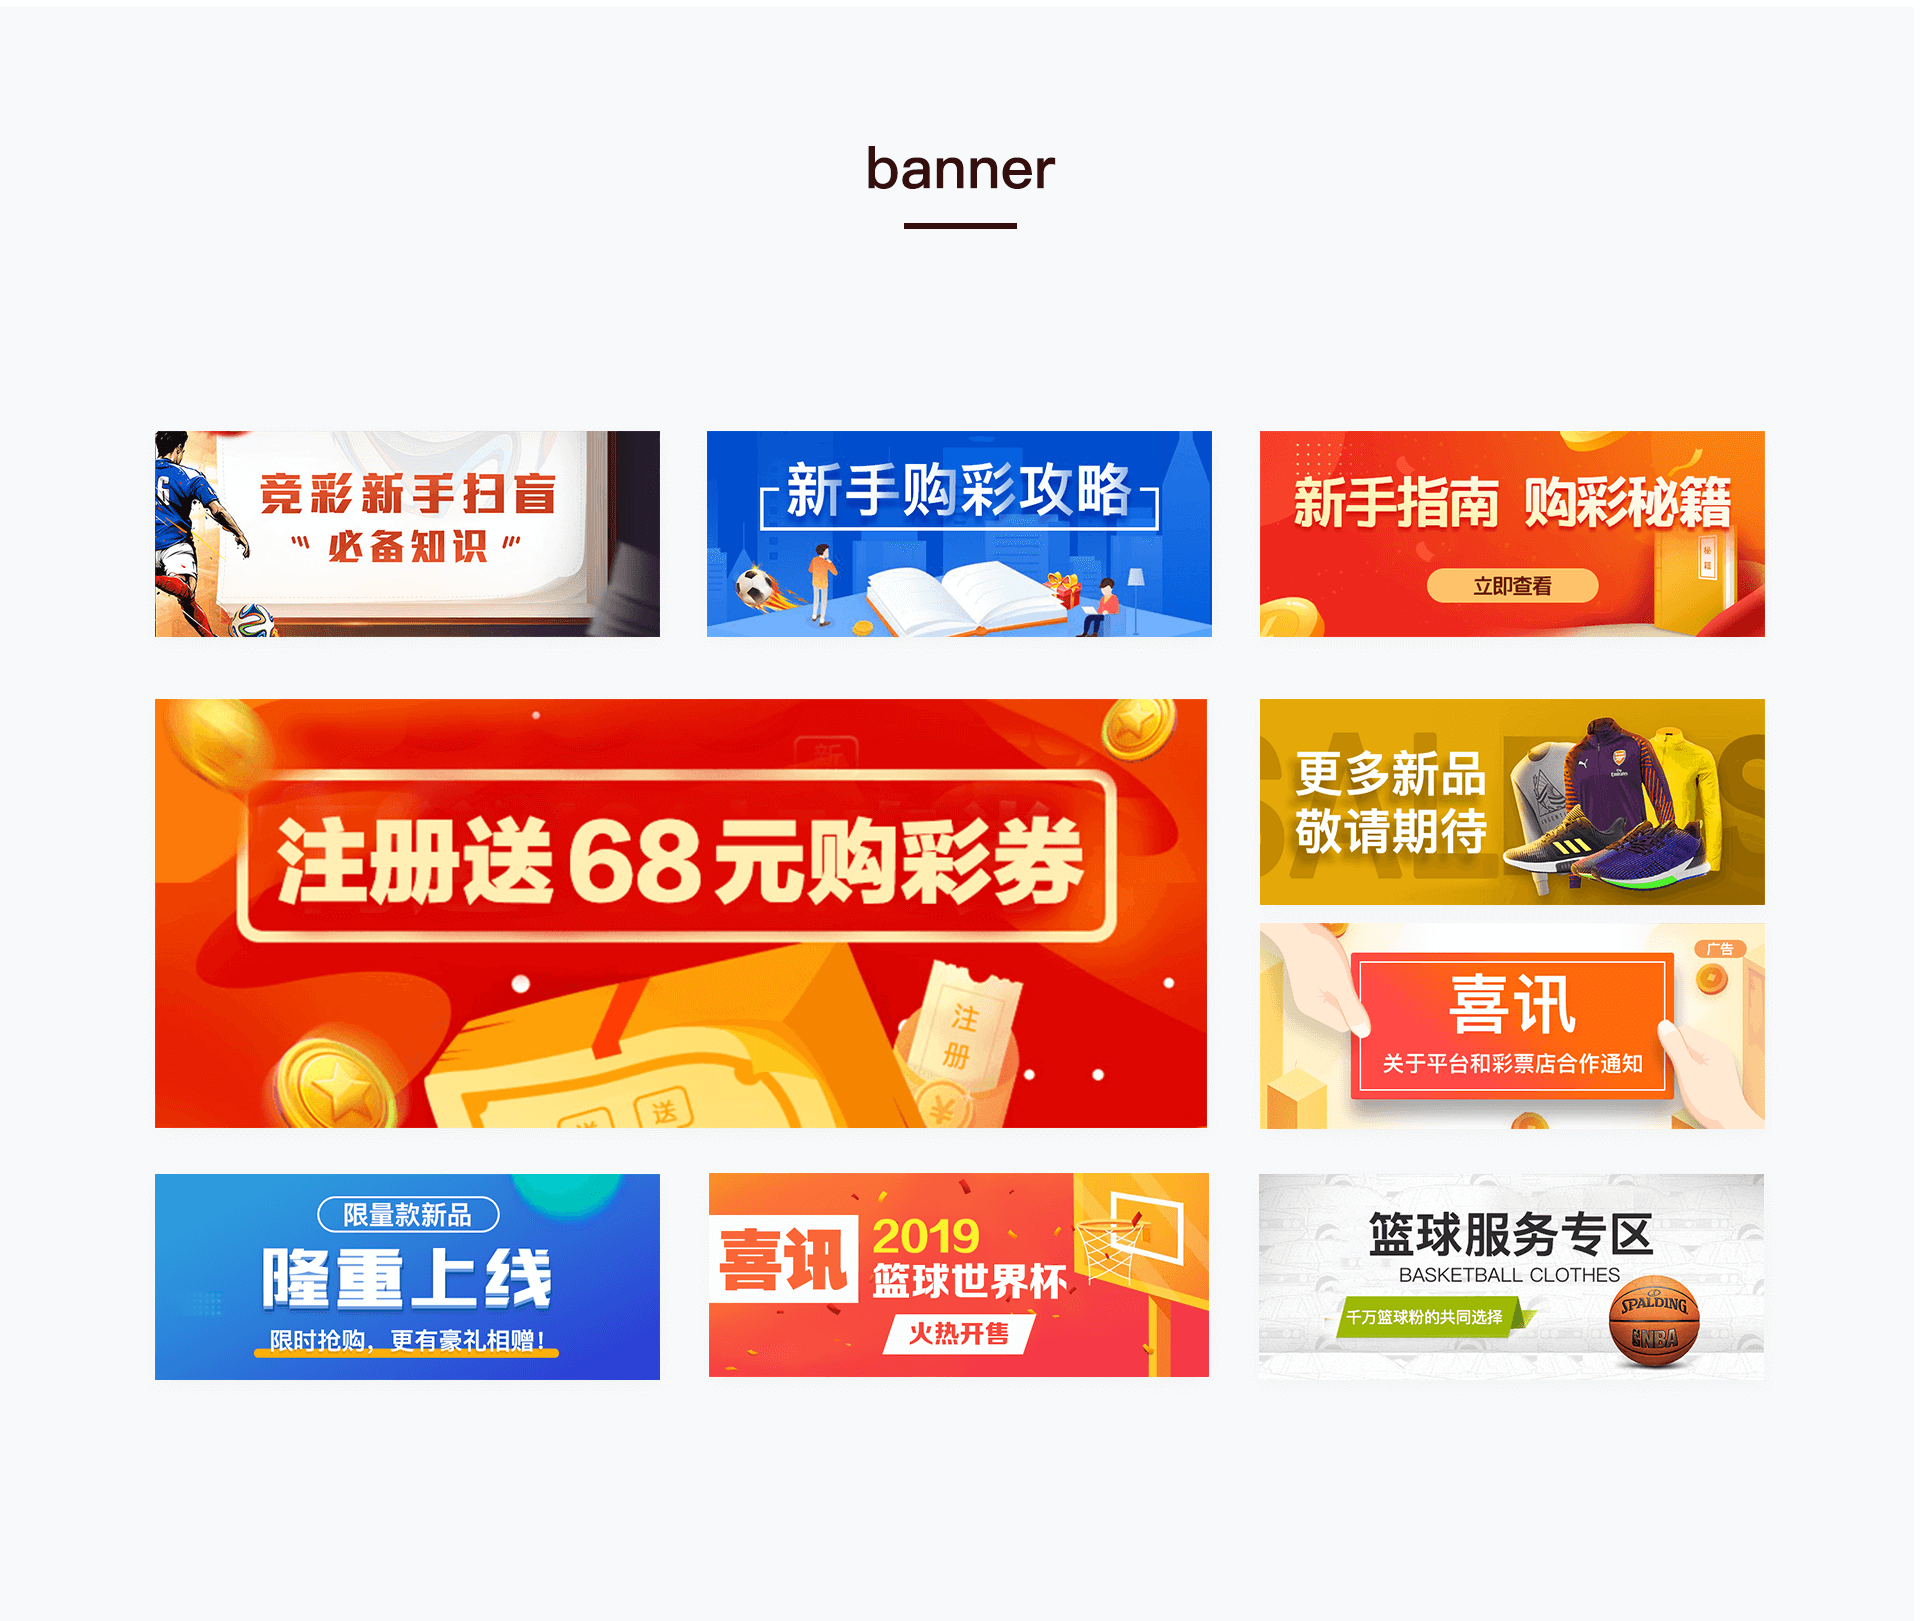 banner
竞彩新手扫盲
必备知识
6
新手购彩攻略
新手指南 购彩秘籍
立即查看
秘籍
注册送68元购彩券
注册
送
SALES
更多新品
敬请期待
Fly
Emirates
广告
喜讯
关于平台和彩票店合作通知
限量款新品
隆重上线
限时抢购，更有豪礼相赠！
喜讯
2019
篮球世界杯
火热开售
篮球服务专区
BASKETBALL CLOTHES
千万篮球粉的共同选择
SPALDING
NBA